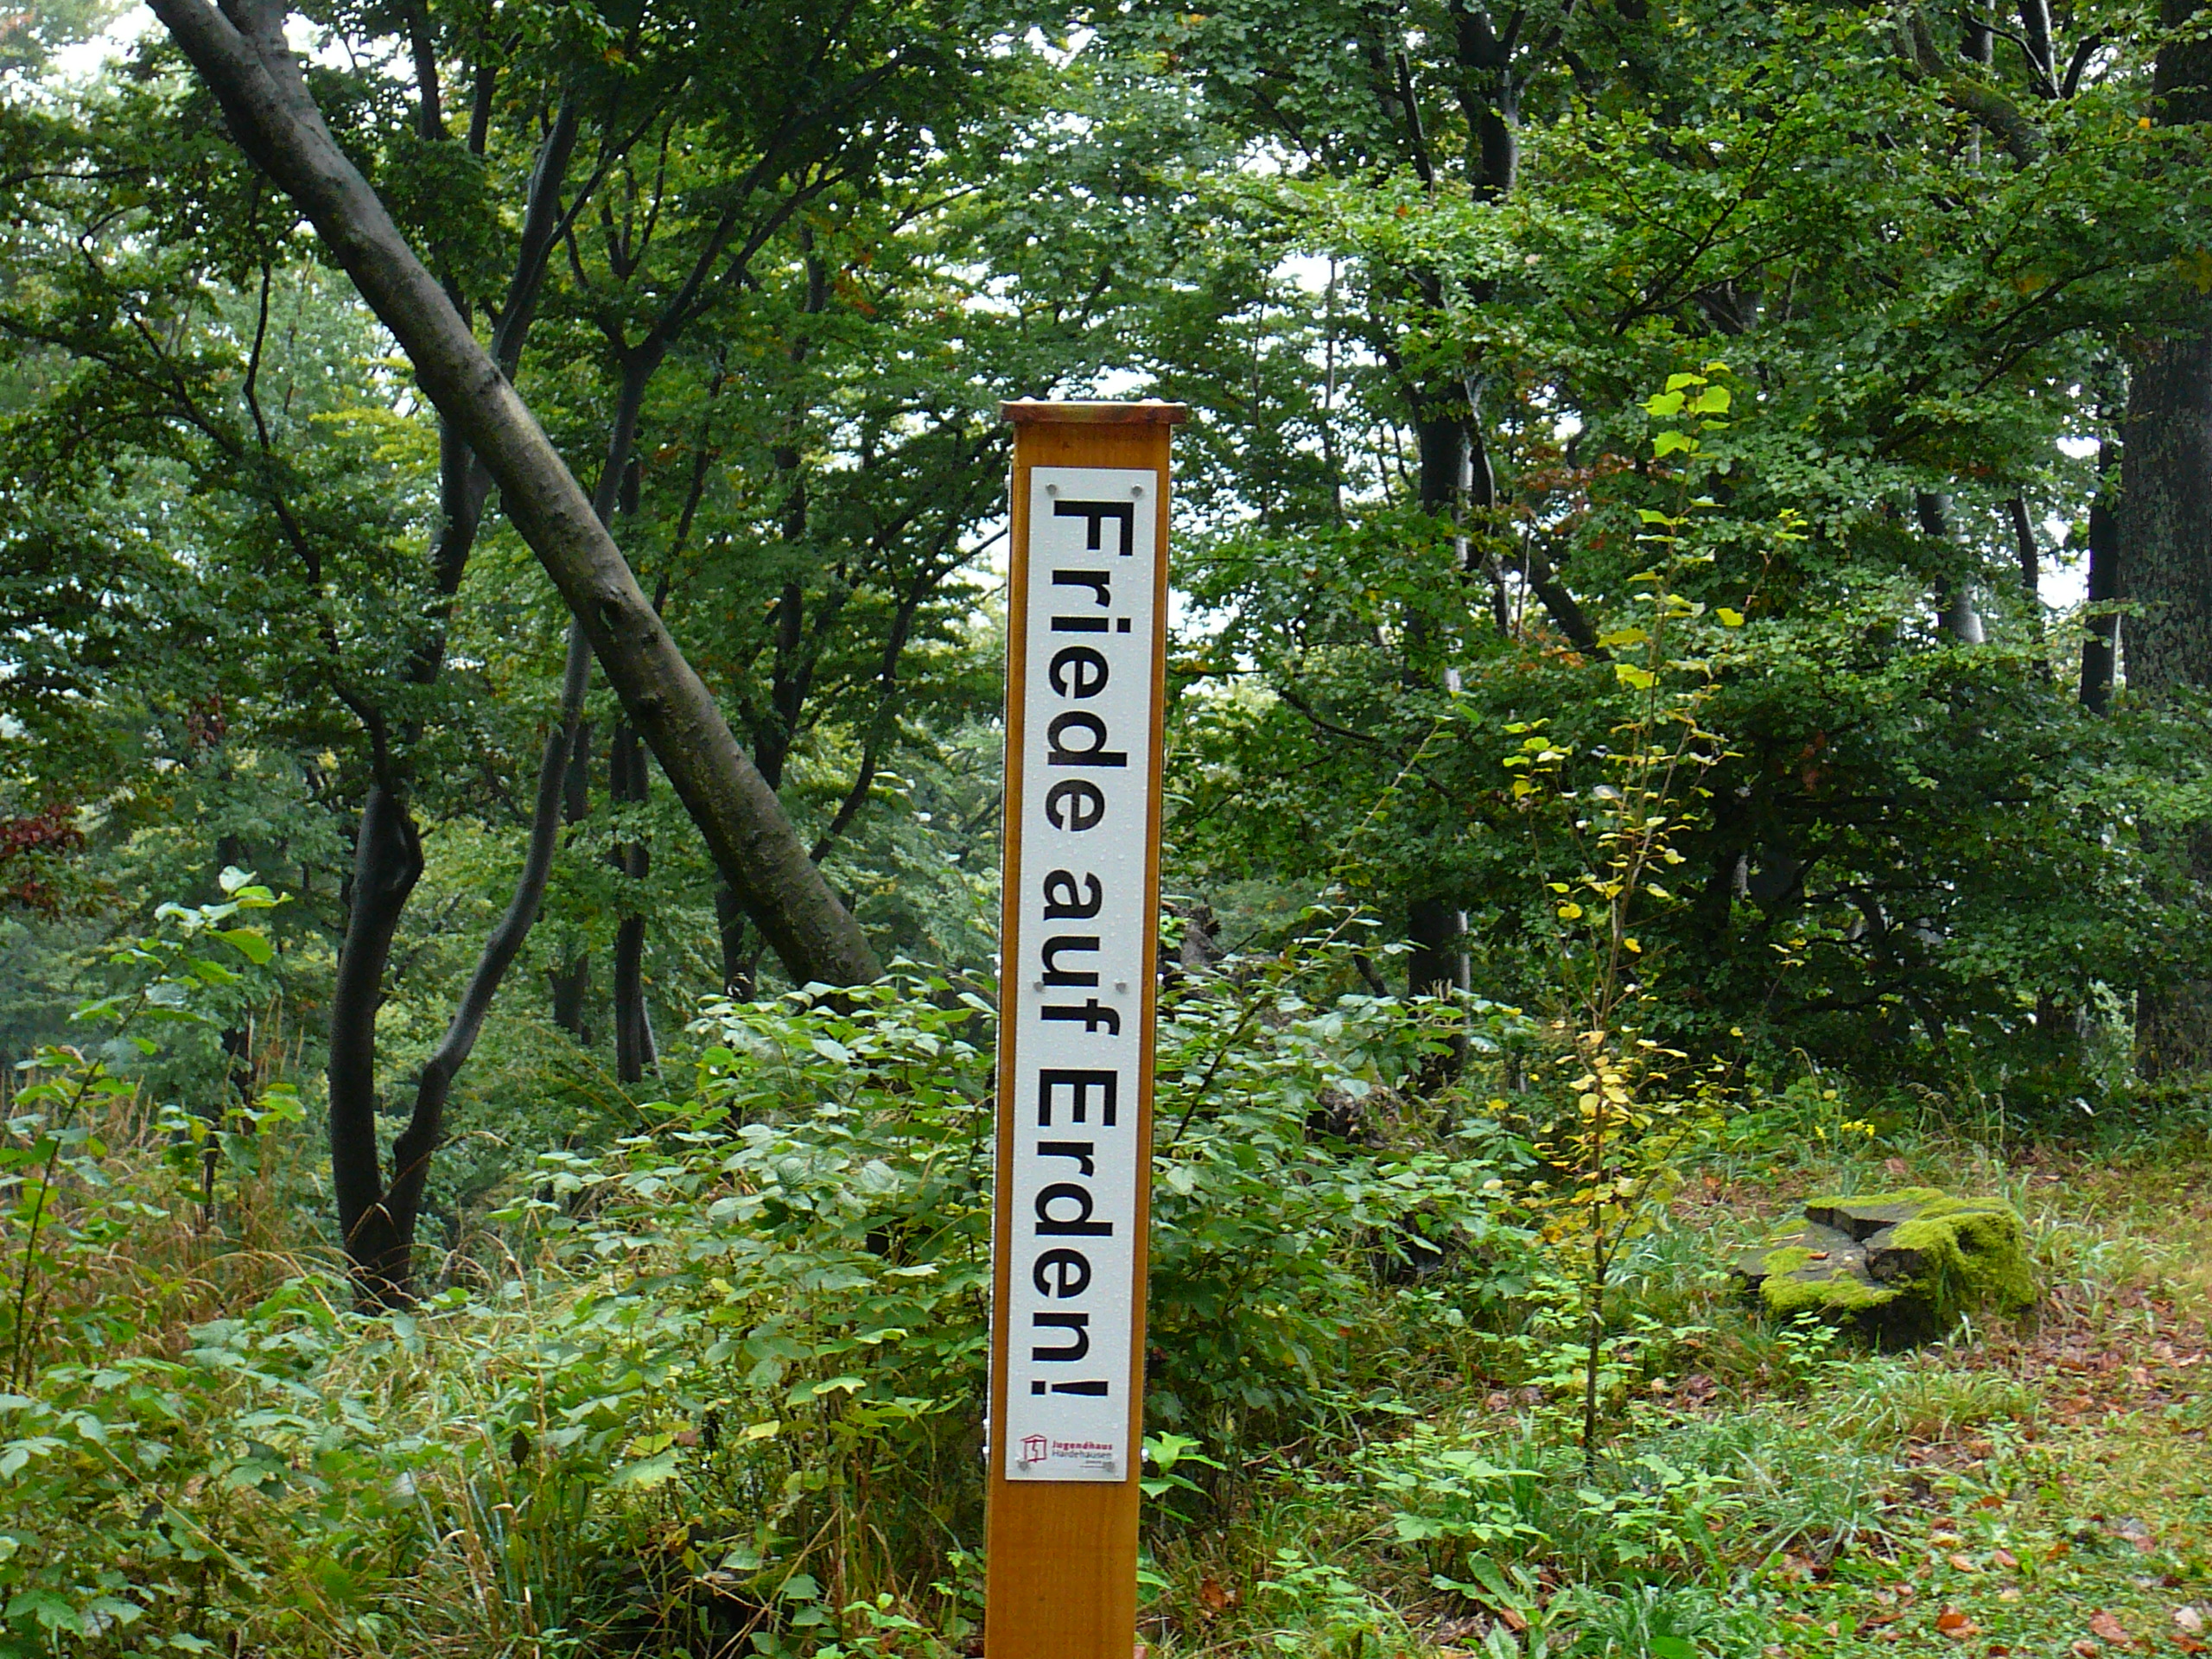 Friede auf Erden!
Jugendhaus
Hardehausen